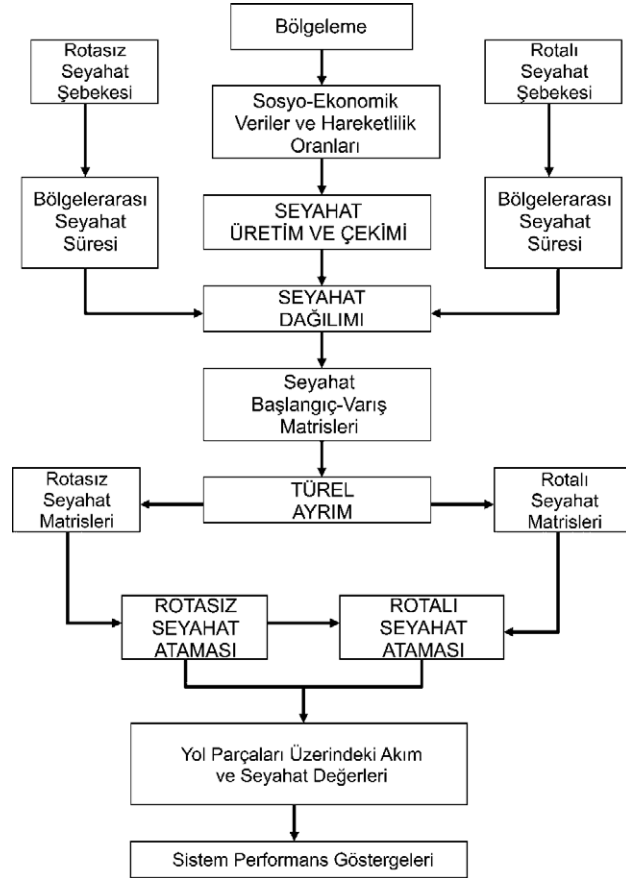 Bölgeleme
Rotasız
Seyahat
Şebekesi
Rotalı
Seyahat
Şebekesi
Sosyo-Ekonomik
Veriler ve Hareketlilik
Oranları
Bölgelerarası
Seyahat
Süresi
SEYAHAT
ÜRETİM VE ÇEKİMİ
Bölgelerarası
Seyahat
Süresi
SEYAHAT
DAĞILIMI
Seyahat
Başlangıç-Varış
Matrisleri
Rotasız
Seyahat
Matrisleri
TÜREL
AYRIM
Rotalı
Seyahat
Matrisleri
ROTASIZ
SEYAHAT
ATAMASI
ROTALI
SEYAHAT
ATAMASI
Yol Parçaları Üzerindeki Akım
ve Seyahat Değerleri
Sistem Performans Göstergeleri